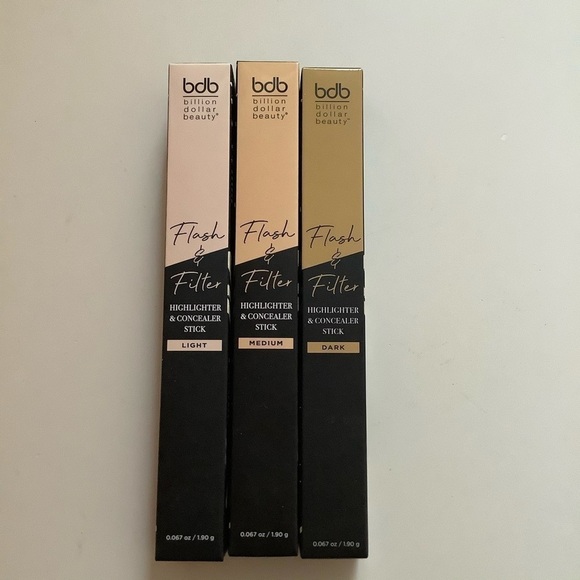 bdb
billion
dollar
beauty®
Flash
&
Filter
HIGHLIGHTER
& CONCEALER
STICK
LIGHT
0.067 oz / 1.90 g
bdb
billion
dollar
beauty®
Flash
&
Filter
HIGHLIGHTER
& CONCEALER
STICK
MEDIUM
0.067 oz / 1.90 g
bdb
billion
dollar
beauty™
Flash
&
Filter
HIGHLIGHTER
& CONCEALER
STICK
DARK
0.067 oz / 1.90 g